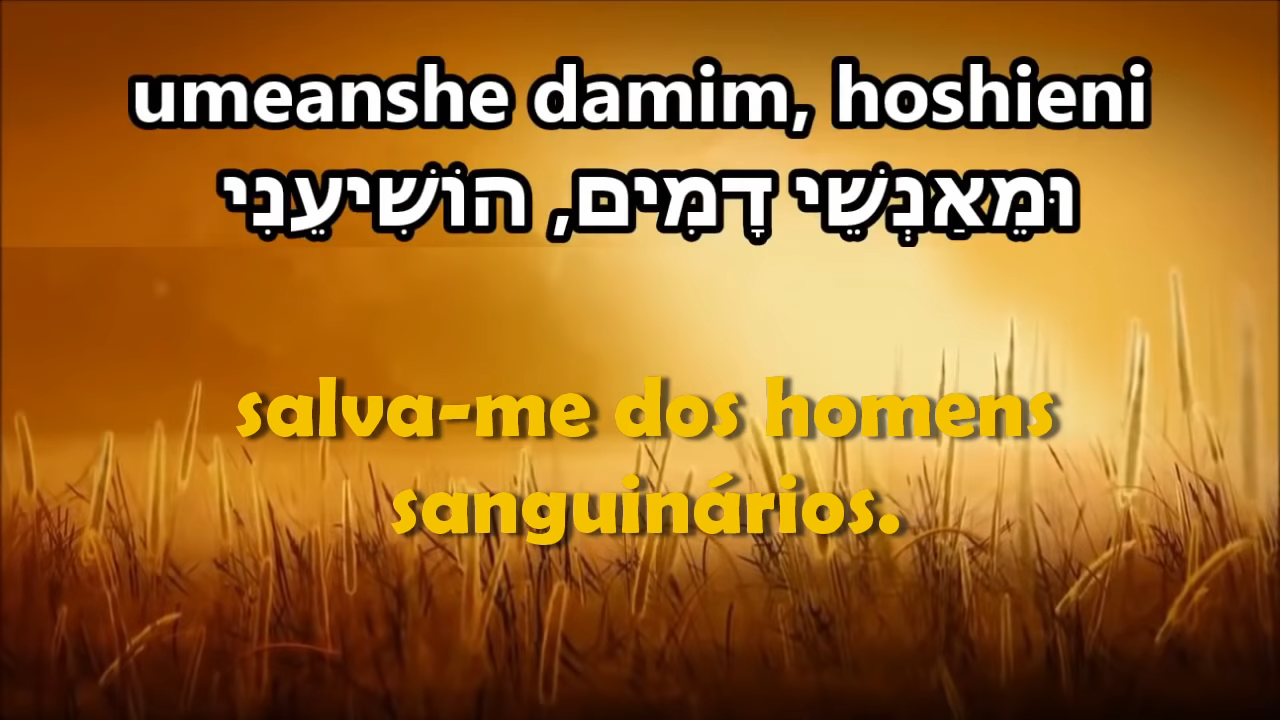 umeanshe damim, hoshieni
וּמֵאַנְשֵׁי דָמִים, הוֹשִׁיעֵנִי
salva-me dos homens
sanguinários.